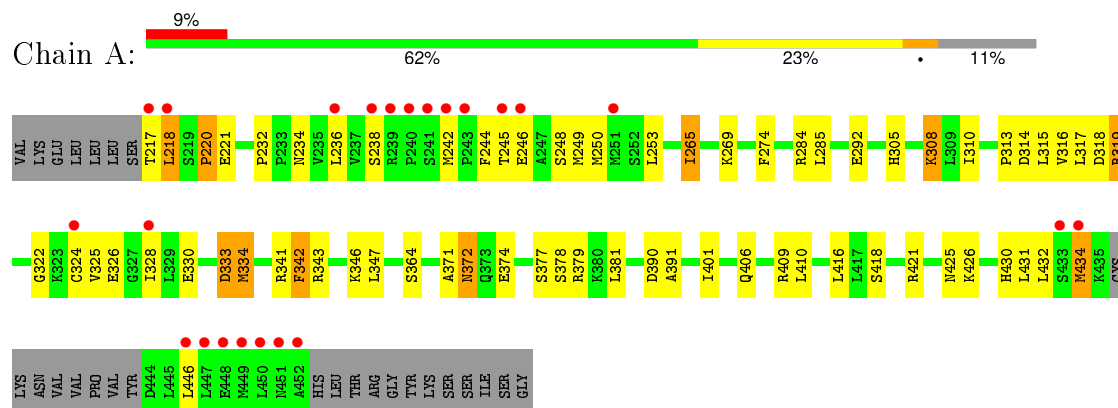 9%
Chain A:
62% 23% • 11%
VAL LYS GLU LEU LEU LEU SER T217 L218 S219 P220 E221 P232 P233 N234 V235 L236 V237 S238 R239 P240 S241 M242 P243 F244 T245 E246 A247 S248 M249 M250 M251 S252 L253 I265 K269 F274 R284 L285 E292 H305 K308 L309 I310 P313 D314 L315 V316 L317 D318
G322 K323 C324 V325 E326 G327 I328 L329 E330 D333 M334 R341 F342 R343 K346 L347 S364 A371 N372 Q373 E374 S377 S378 R379 K380 L381 D390 A391 I401 Q406 R409 L410 L416 L417 S418 R421 N425 K426 H430 L431 L432 S433 M434 K435 CYS
LYS ASN VAL VAL PRO VAL TYR D444 L445 L446 L447 E448 M449 L450 N451 A452 HIS LEU THR ARG GLY TYR LYS SER SER ILE SER GLY